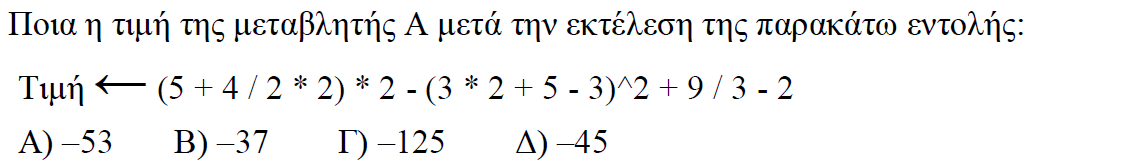 Ποια η τιμή της μεταβλητής Α μετά την εκτέλεση της παρακάτω εντολής:
Τιμή ← (5 + 4 / 2 * 2) * 2 - (3 * 2 + 5 - 3)^2 + 9 / 3 - 2
Α) –53 Β) –37 Γ) –125 Δ) –45